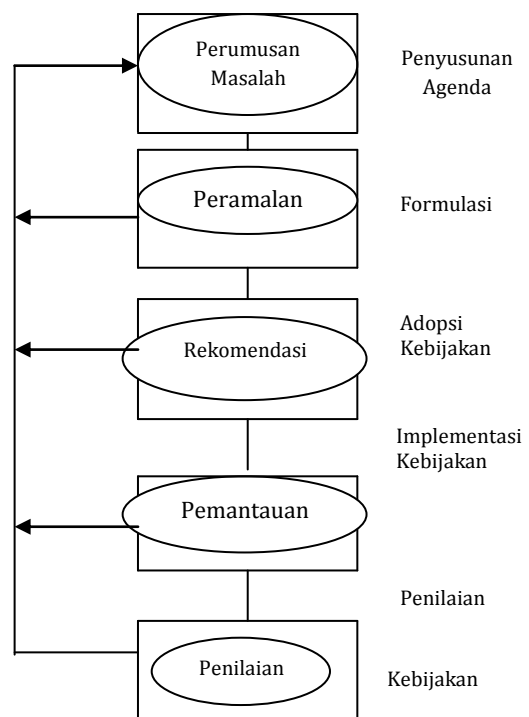 Perumusan
Masalah
Penyusunan
Agenda
Peramalan
Formulasi
Rekomendasi
Adopsi
Kebijakan
Implementasi
Kebijakan
Pemantauan
Penilaian
Penilaian
Kebijakan